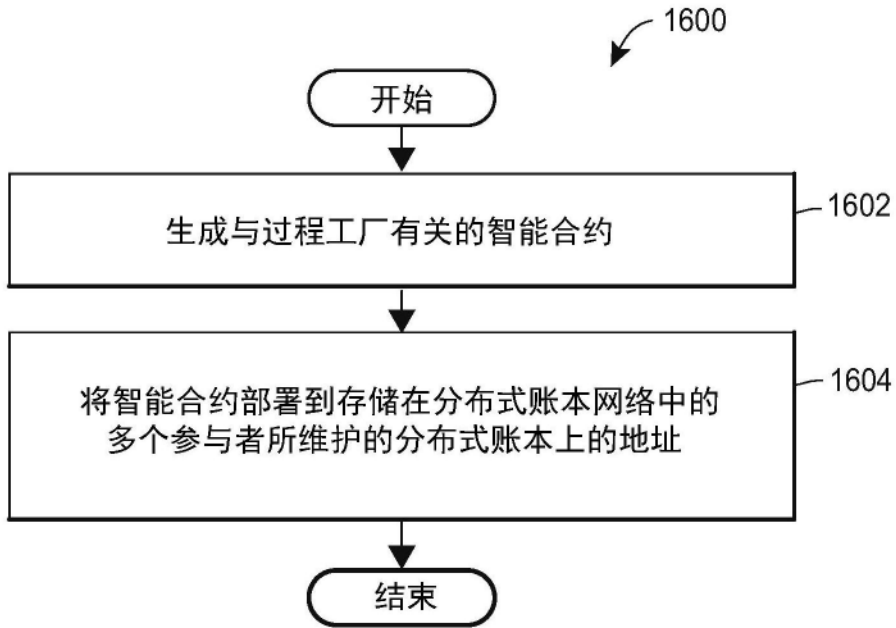 1600
开始
生成与过程工厂有关的智能合约
1602
将智能合约部署到存储在分布式账本网络中的
多个参与者所维护的分布式账本上的地址
1604
结束